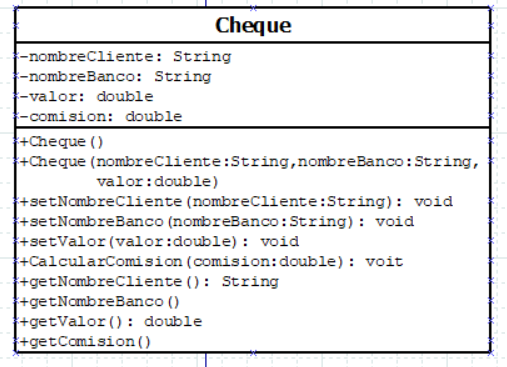 Cheque
-nombreCliente: String
-nombreBanco: String
-valor: double
-comision: double
+Cheque()
+Cheque(nombreCliente:String,nombreBanco:String,
valor:double)
+setNombreCliente(nombreCliente:String): void
+setNombreBanco(nombreBanco:String): void
+setValor(valor:double): void
+CalcularComision(comision:double): voit
+getNombreCliente(): String
+getNombreBanco()
+getValor(): double
+getComision()